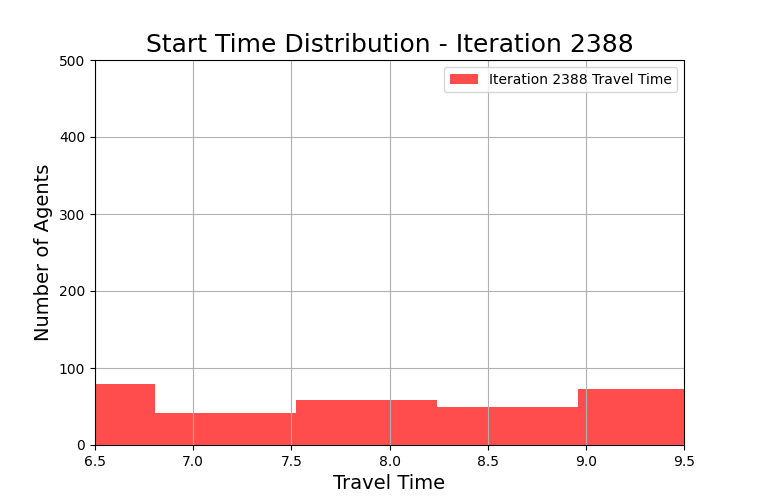 Start Time Distribution - Iteration 2388
Iteration 2388 Travel Time
Number of Agents
500
400
300
200
100
0
6.5 7.0 7.5 8.0 8.5 9.0 9.5
Travel Time